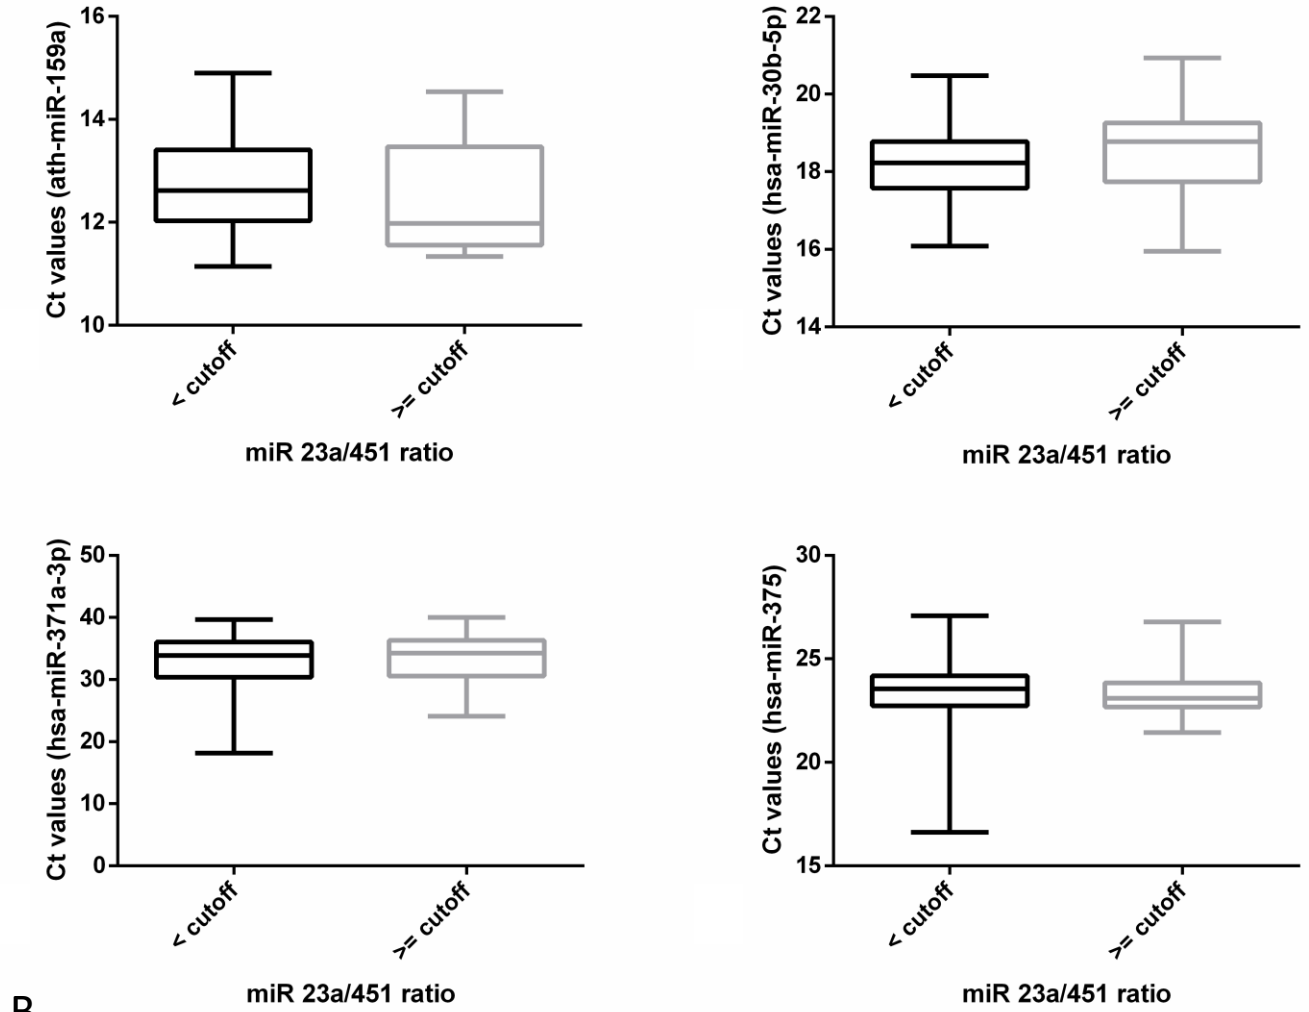 Ct values (ath-miR-159a)
16
14
12
10
< cutoff
>= cutoff
miR 23a/451 ratio
Ct values (hsa-miR-30b-5p)
22
20
18
16
14
< cutoff
>= cutoff
miR 23a/451 ratio
Ct values (hsa-miR-371a-3p)
50
40
30
20
10
0
< cutoff
>= cutoff
miR 23a/451 ratio
Ct values (hsa-miR-375)
30
25
20
15
< cutoff
>= cutoff
miR 23a/451 ratio